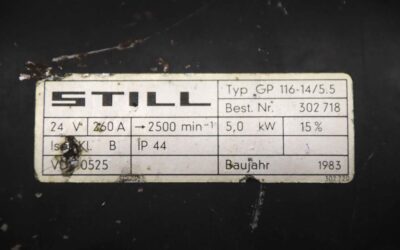 STILL
Typ GP 116-14/5.5
Best. Nr. 302 718
24 V 260 A → 2500 min⁻¹ 5,0 kW 15 %
Kl. B IP 44
0525 Baujahr 1983